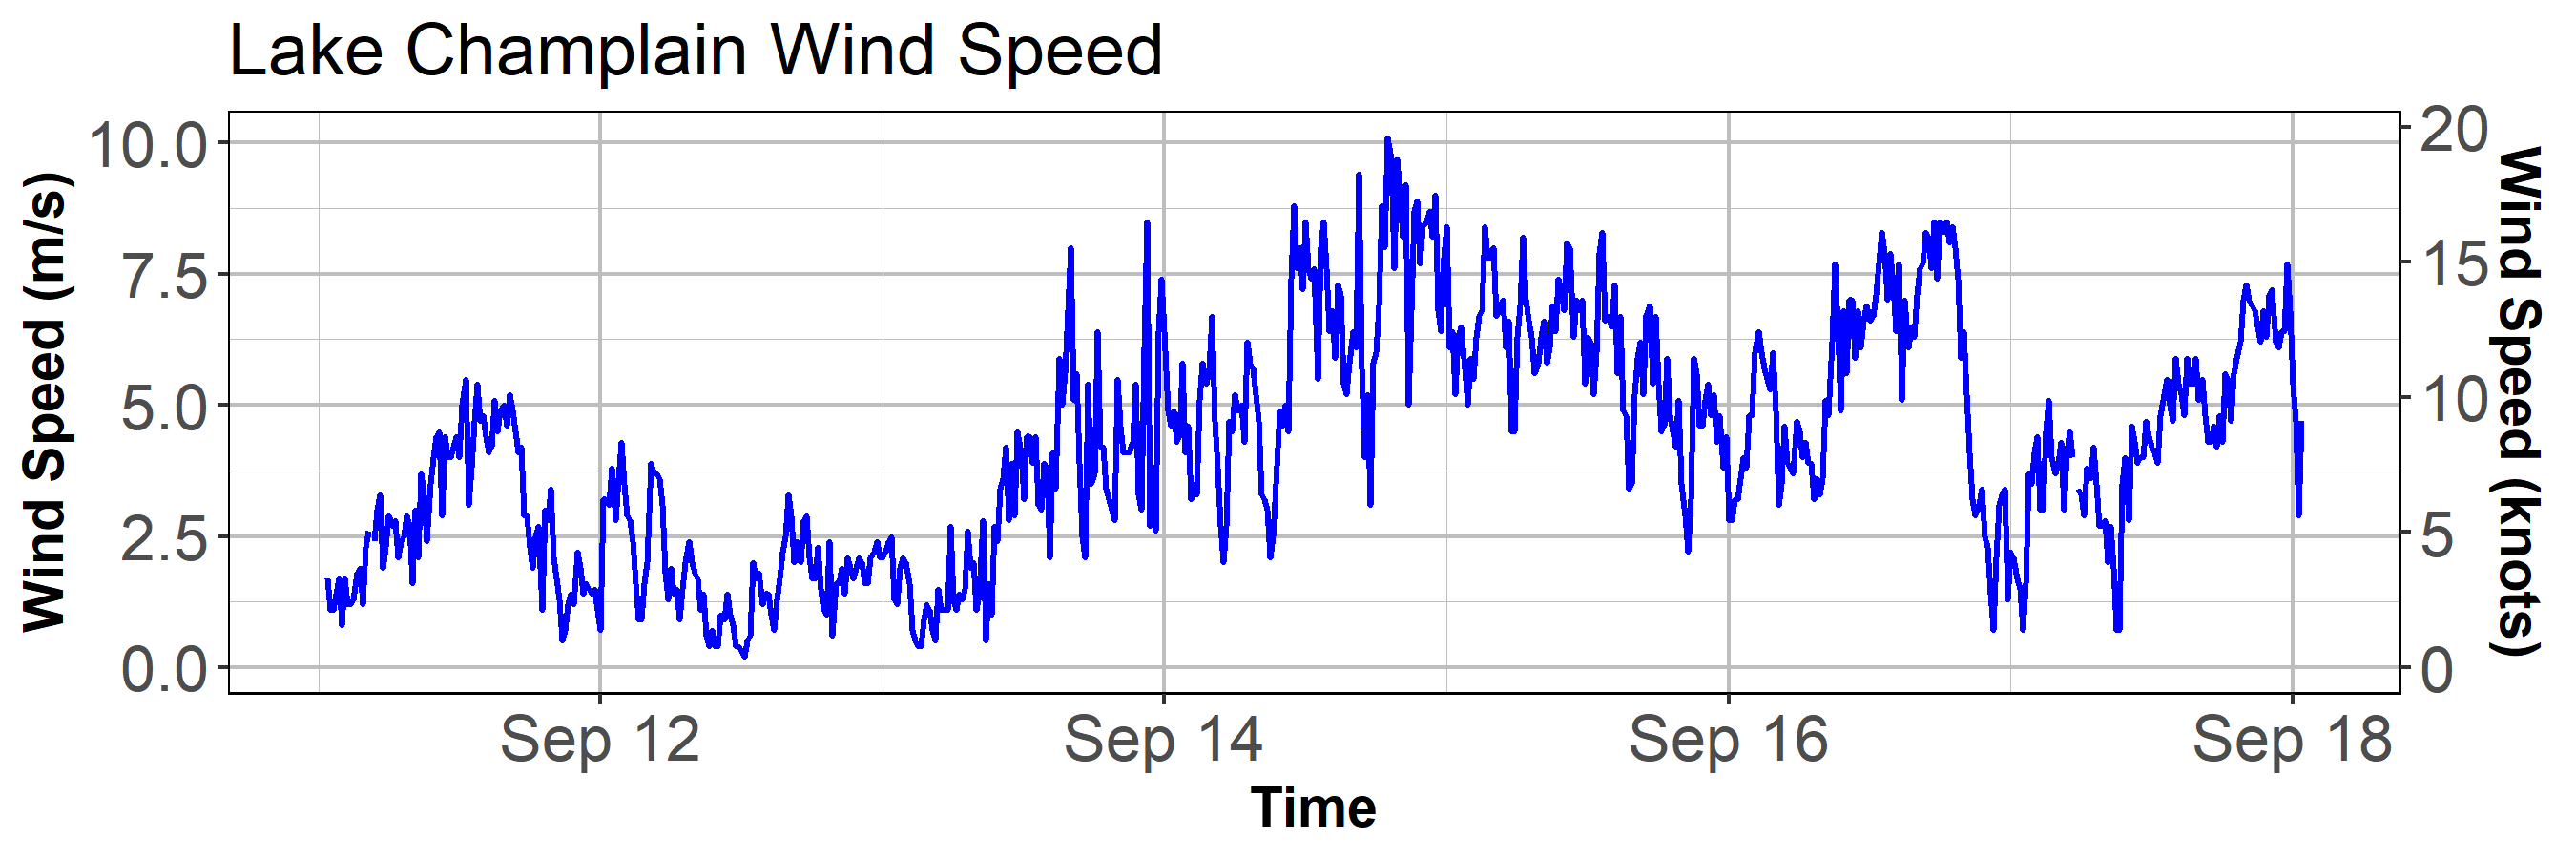 Lake Champlain Wind Speed
Wind Speed (m/s)
10.0
7.5
5.0
2.5
0.0
20
15
10
5
0
Wind Speed (knots)
Sep 12
Sep 14
Sep 16
Sep 18
Time